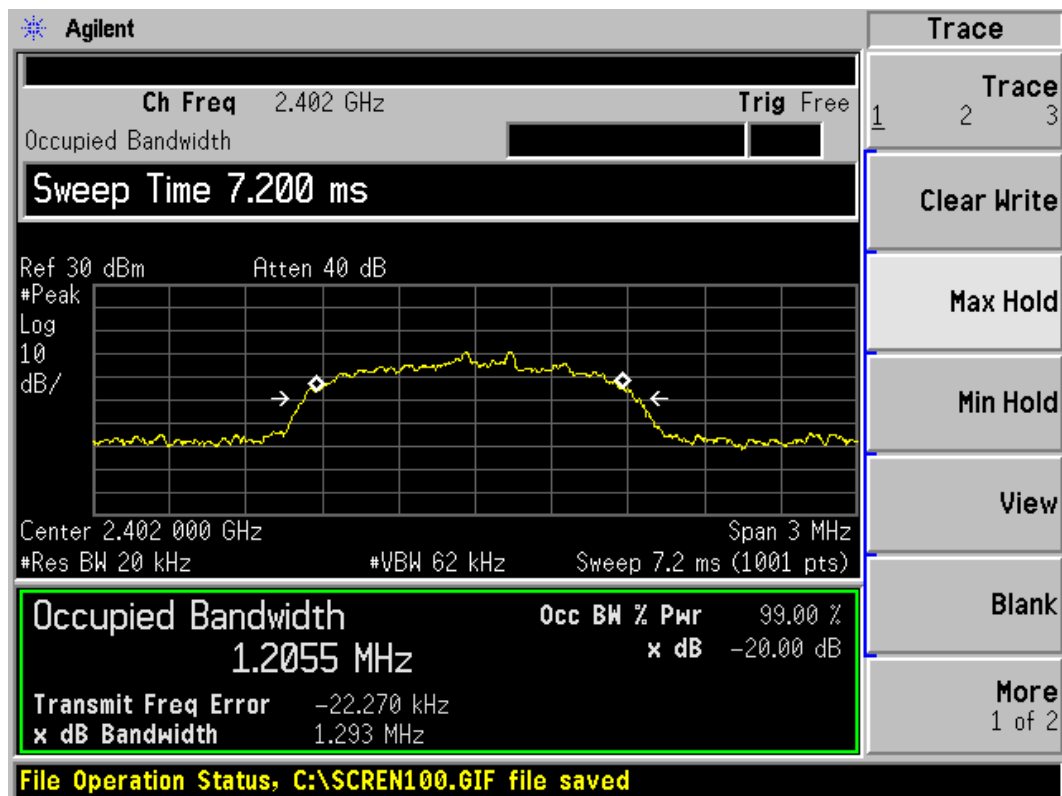 Agilent
Trace
Ch Freq 2.402 GHz Trig Free
Occupied Bandwidth
Trace
1 2 3
Sweep Time 7.200 ms
Clear Write
Ref 30 dBm Atten 40 dB
#Peak
Log
10
dB/
Max Hold
Min Hold
View
Center 2.402 000 GHz Span 3 MHz
#Res BW 20 kHz #VBW 62 kHz Sweep 7.2 ms (1001 pts)
Occupied Bandwidth Occ BW % Pwr 99.00 %
1.2055 MHz x dB -20.00 dB
Blank
Transmit Freq Error -22.270 kHz
x dB Bandwidth 1.293 MHz
More
1 of 2
File Operation Status, C:\SCREN100.GIF file saved